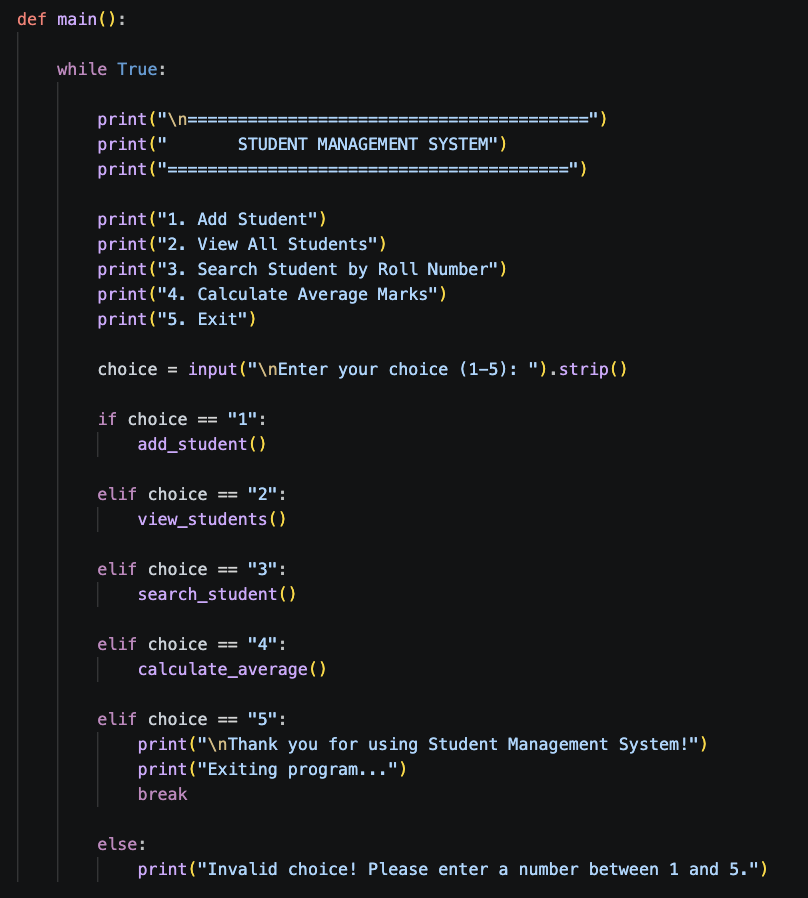 def main():
    while True:
        print("\n========================================")
        print("       STUDENT MANAGEMENT SYSTEM")
        print("========================================")
        print("1. Add Student")
        print("2. View All Students")
        print("3. Search Student by Roll Number")
        print("4. Calculate Average Marks")
        print("5. Exit")
        choice = input("\nEnter your choice (1-5): ").strip()
        if choice == "1":
            add_student()
        elif choice == "2":
            view_students()
        elif choice == "3":
            search_student()
        elif choice == "4":
            calculate_average()
        elif choice == "5":
            print("\nThank you for using Student Management System!")
            print("Exiting program...")
            break
        else:
            print("Invalid choice! Please enter a number between 1 and 5.")